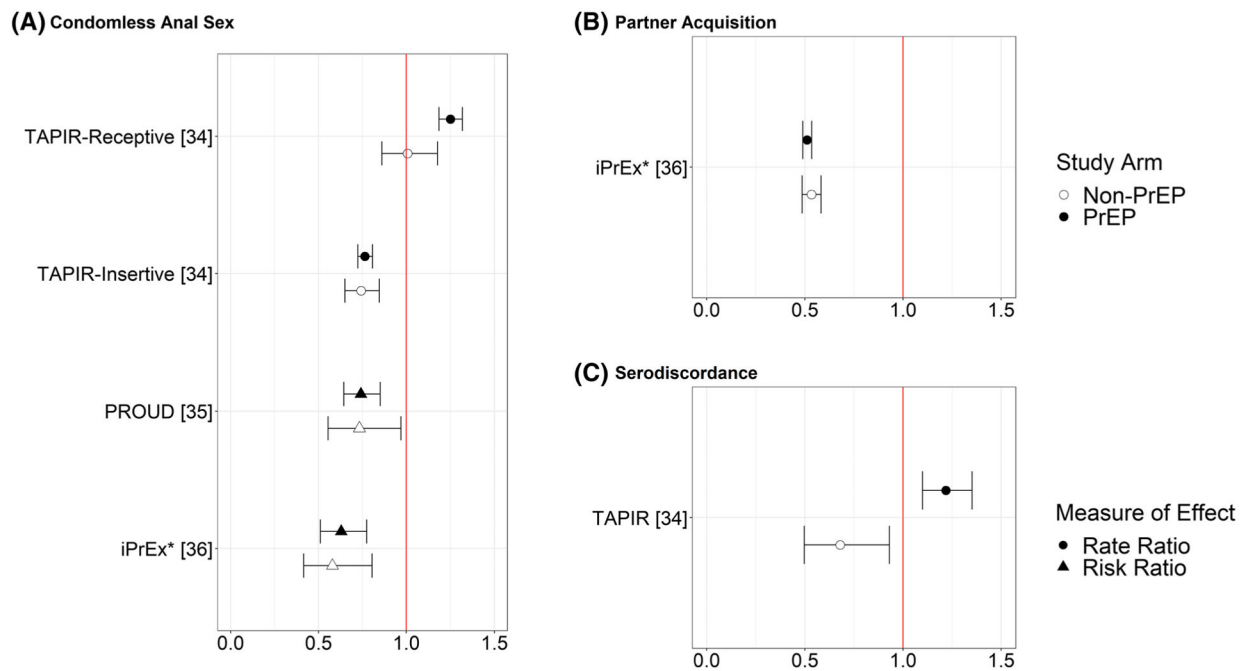 (A) Condomless Anal Sex
TAPIR-Receptive [34]
TAPIR-Insertive [34]
PROUD [35]
iPrEx* [36]
0.0 0.5 1.0 1.5
(B) Partner Acquisition
iPrEx* [36]
0.0 0.5 1.0 1.5
(C) Serodiscordance
TAPIR [34]
0.0 0.5 1.0 1.5
Study Arm
Non-PrEP
PrEP
Measure of Effect
Rate Ratio
Risk Ratio